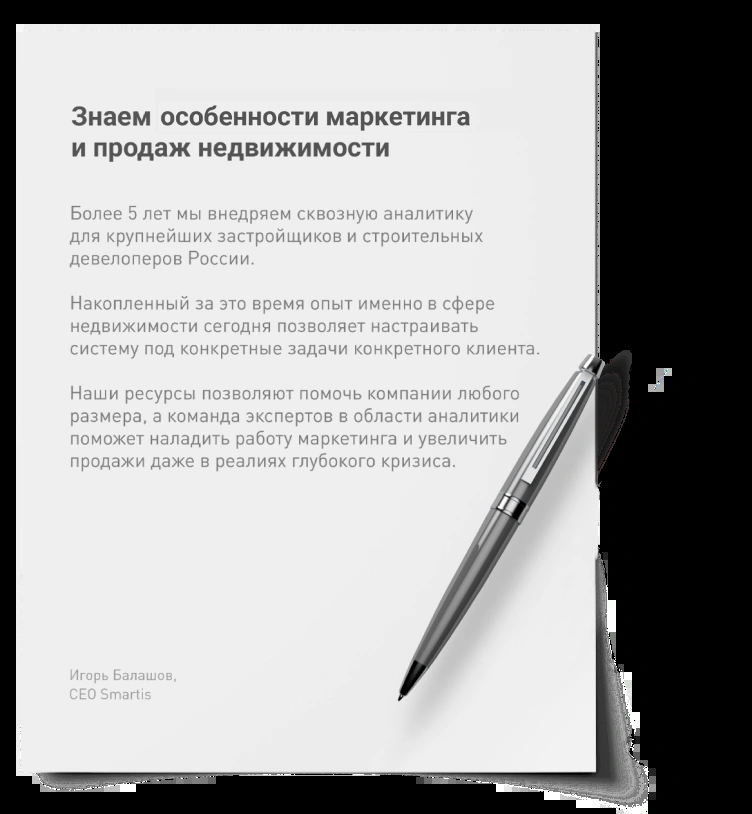 Знаем особенности маркетинга
и продаж недвижимости
Более 5 лет мы внедряем сквозную аналитику
для крупнейших застройщиков и строительных
девелоперов России.
Накопленный за это время опыт именно в сфере
недвижимости сегодня позволяет настраивать
систему под конкретные задачи конкретного клиента.
Наши ресурсы позволяют помочь компании любого
размера, а команда экспертов в области аналитики
поможет наладить работу маркетинга и увеличить
продажи даже в реалиях глубокого кризиса.
Игорь Балашов,
CEO Smartis